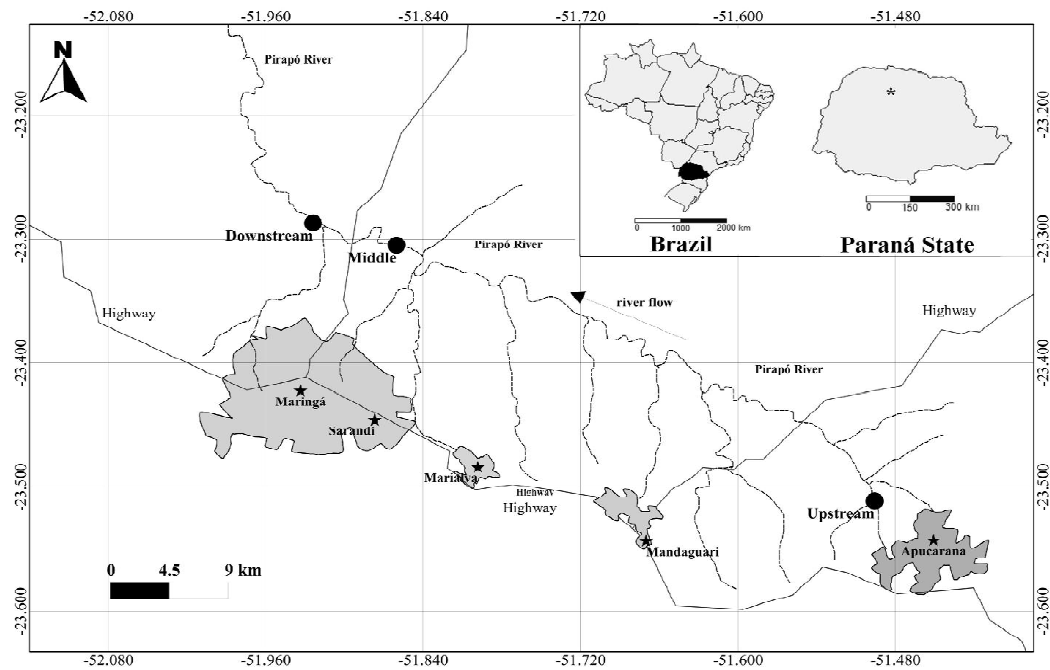 -52.080 -51.960 -51.840 -51.720 -51.600 -51.480
N
Pirapó River
-23.200
-23.200
*
0 150 300 km
0 1000 2000 km
Brazil
Paraná State
Downstream
Middle
Pirapó River
-23.300
-23.300
river flow
Highway
Highway
-23.400
-23.400
Pirapó River
Maringá
Sarandi
Marialva
-23.500
-23.500
Highway
Highway
Upstream
Mandaguari
Apucarana
0 4.5 9 km
-23.600
-23.600
-52.080 -51.960 -51.840 -51.720 -51.600 -51.480